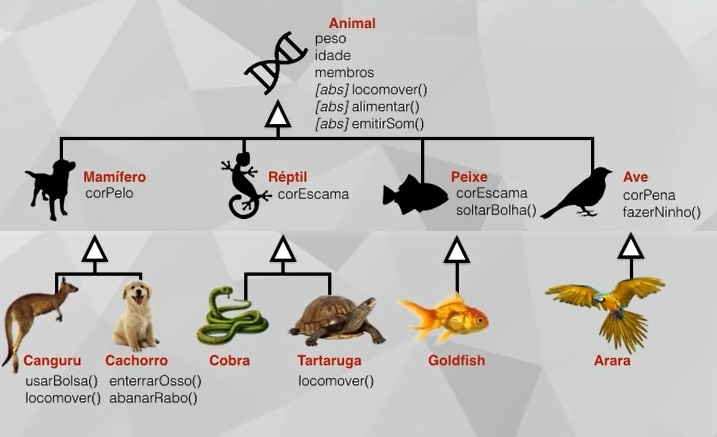 Animal
peso
idade
membros
[abs] locomover()
[abs] alimentar()
[abs] emitirSom()
Mamífero
corPelo
Réptil
corEscama
Peixe
corEscama
soltarBolha()
Ave
corPena
fazerNinho()
Canguru
usarBolsa()
locomover()
Cachorro
enterrarOsso()
abanarRabo()
Cobra
Tartaruga
locomover()
Goldfish
Arara